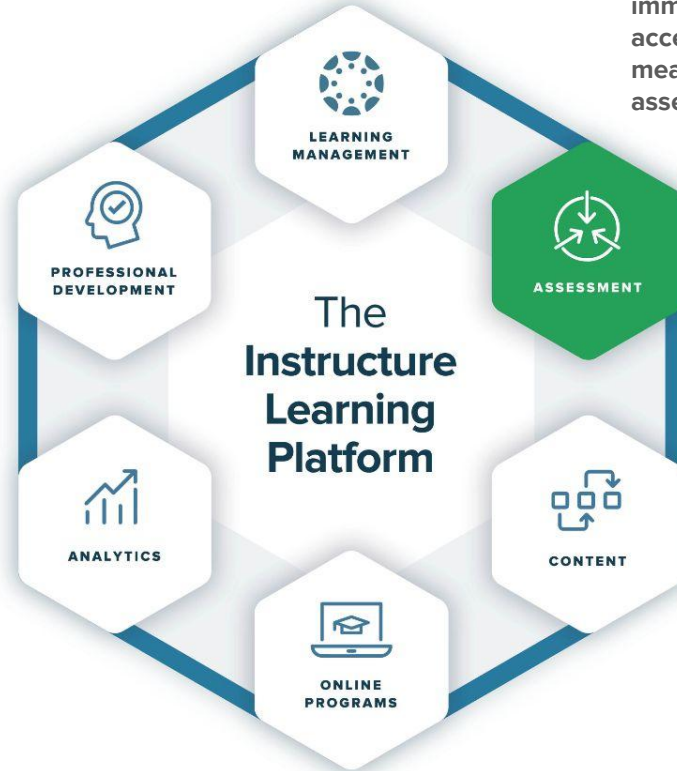 LEARNING
MANAGEMENT
PROFESSIONAL
DEVELOPMENT
ASSESSMENT
The
Instructure
Learning
Platform
ANALYTICS
CONTENT
ONLINE
PROGRAMS